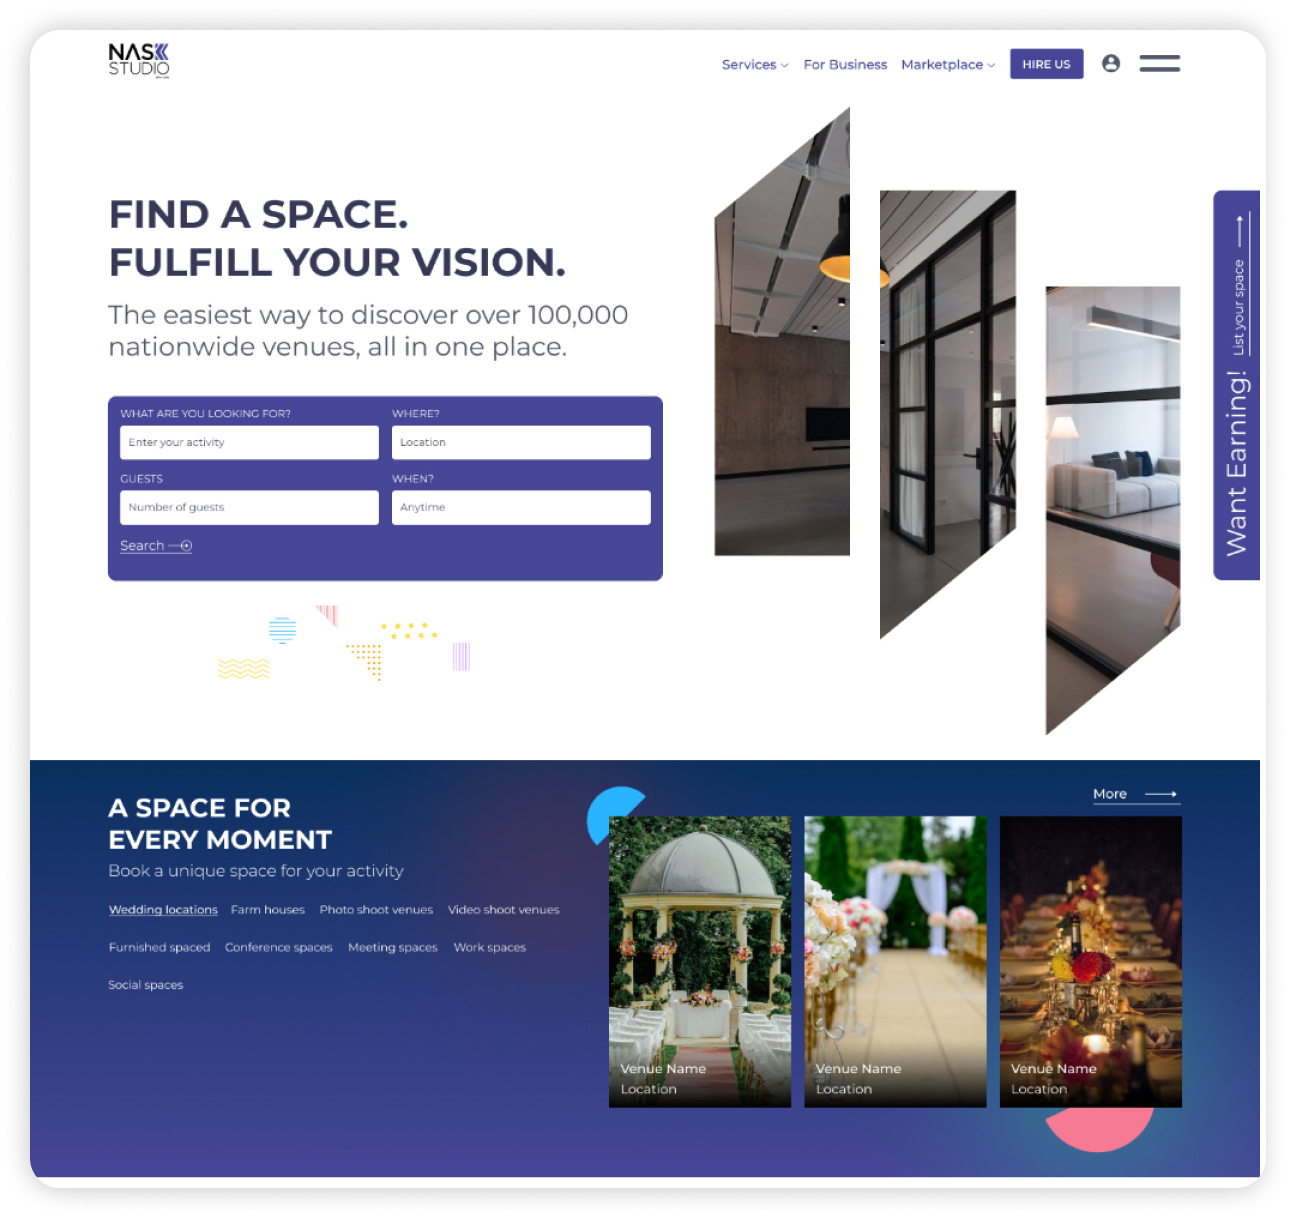 NASK
STUDIO
Services
For Business
Marketplace
HIRE US
FIND A SPACE.
FULFILL YOUR VISION.
The easiest way to discover over 100,000
nationwide venues, all in one place.
WHAT ARE YOU LOOKING FOR?
WHERE?
Enter your activity
Location
GUESTS
WHEN?
Number of guests
Anytime
Search
Want Earning! List your space
A SPACE FOR
EVERY MOMENT
Book a unique space for your activity
Wedding locations Farm houses Photo shoot venues Video shoot venues
Furnished spaced Conference spaces Meeting spaces Work spaces
Social spaces
More
Venue Name
Location
Venue Name
Location
Venue Name
Location